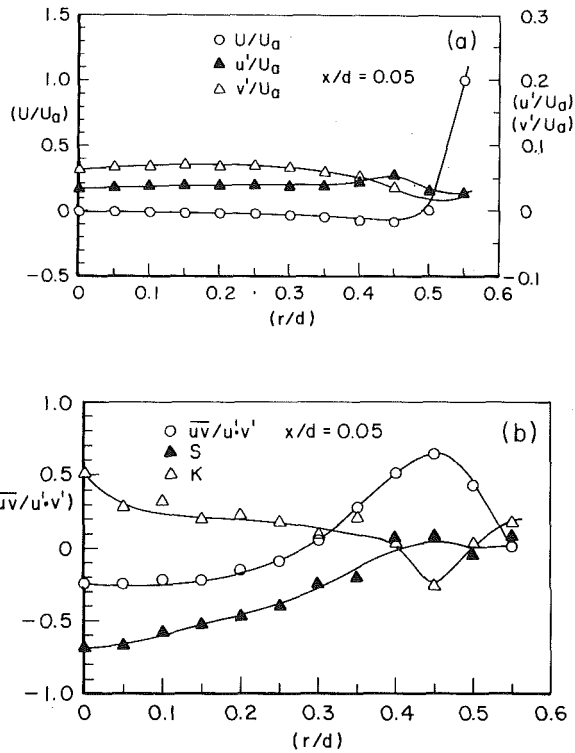 1.5
0.3
(a)
○ U/Ua
▲ u'/Ua
x/d = 0.05
△ v'/Ua
1.0
0.2
(U/Ua)
(u'/Ua)
(v'/Ua)
0.5
0.1
0
0
-0.5
-0.1
0 0.1 0.2 0.3 0.4 0.5 0.6
(r/d)
1.0
(b)
○ u̅v̅/u'•v' x/d = 0.05
▲ S
△ K
0.5
u̅v̅/u'•v')
0
-0.5
-1.0
0 0.1 0.2 0.3 0.4 0.5 0.6
(r/d)